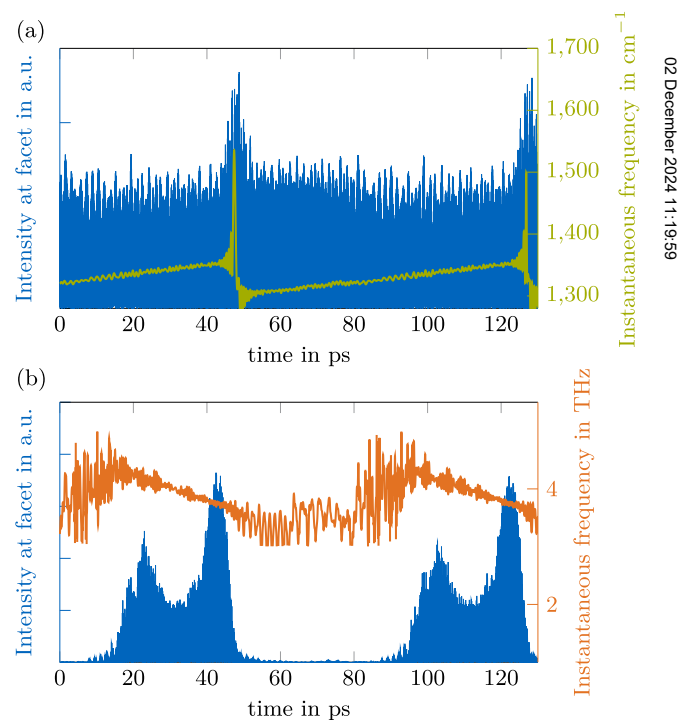 (a)
Intensity at facet in a.u.
1,700
1,600
1,500
1,400
1,300
Instantaneous frequency in cm⁻¹
0 20 40 60 80 100 120
time in ps
(b)
Intensity at facet in a.u.
4
2
Instantaneous frequency in THz
0 20 40 60 80 100 120
time in ps
02 December 2024 11:19:59